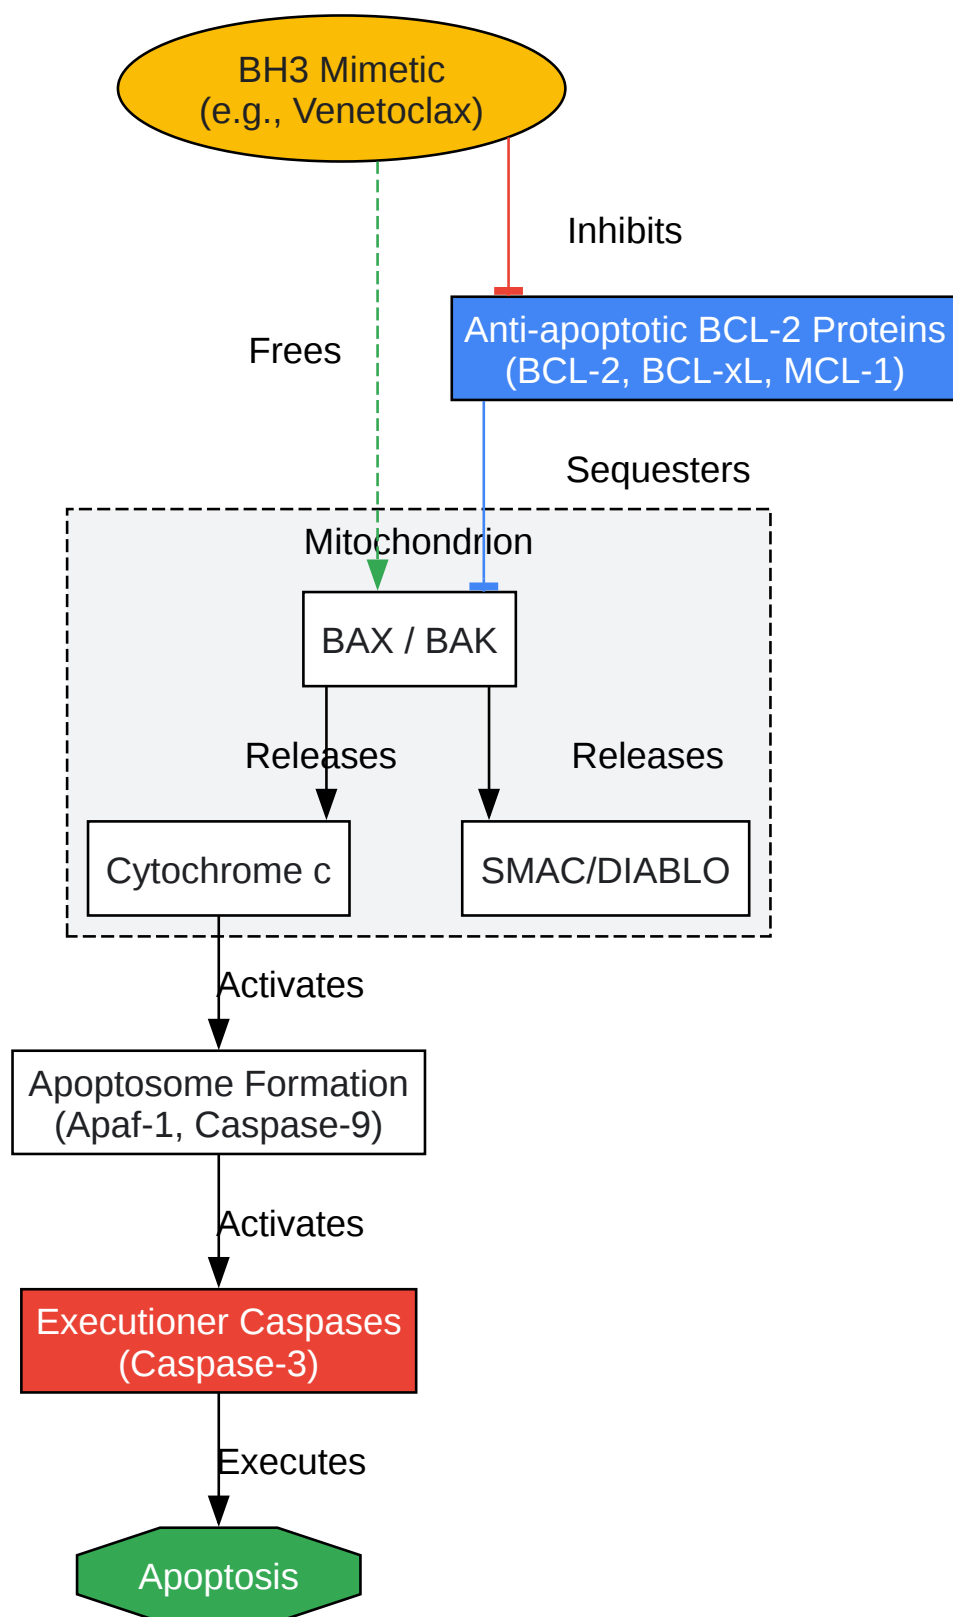 BH3 Mimetic
(e.g., Venetoclax)
Inhibits
Anti-apoptotic BCL-2 Proteins
(BCL-2, BCL-xL, MCL-1)
Frees
Sequesters
Mitochondrion
BAX / BAK
Releases
Releases
Cytochrome c
SMAC/DIABLO
Activates
Apoptosome Formation
(Apaf-1, Caspase-9)
Activates
Executioner Caspases
(Caspase-3)
Executes
Apoptosis